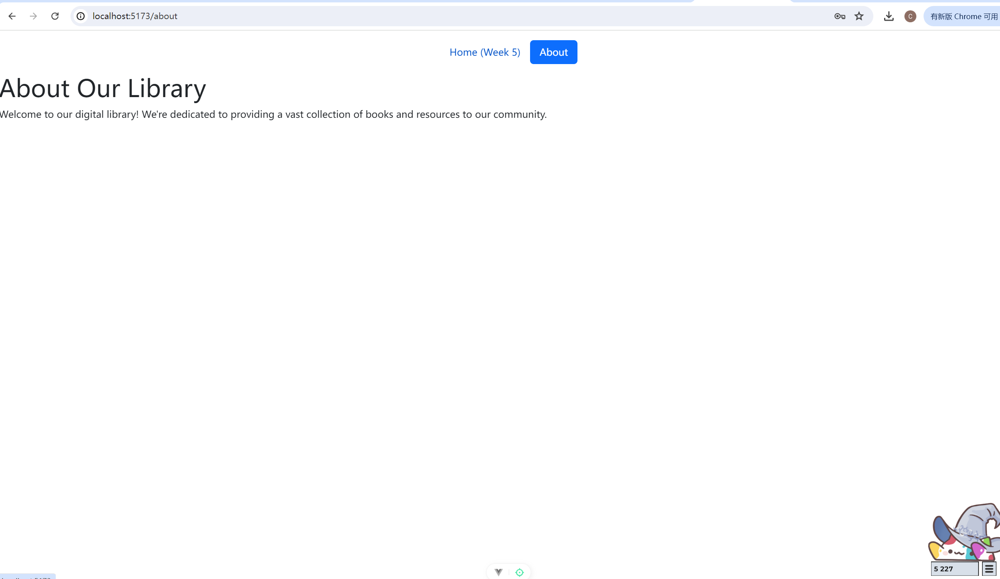 localhost:5173/about
C
有新版 Chrome 可用
Home (Week 5)
About
About Our Library
Welcome to our digital library! We're dedicated to providing a vast collection of books and resources to our community.
5 227